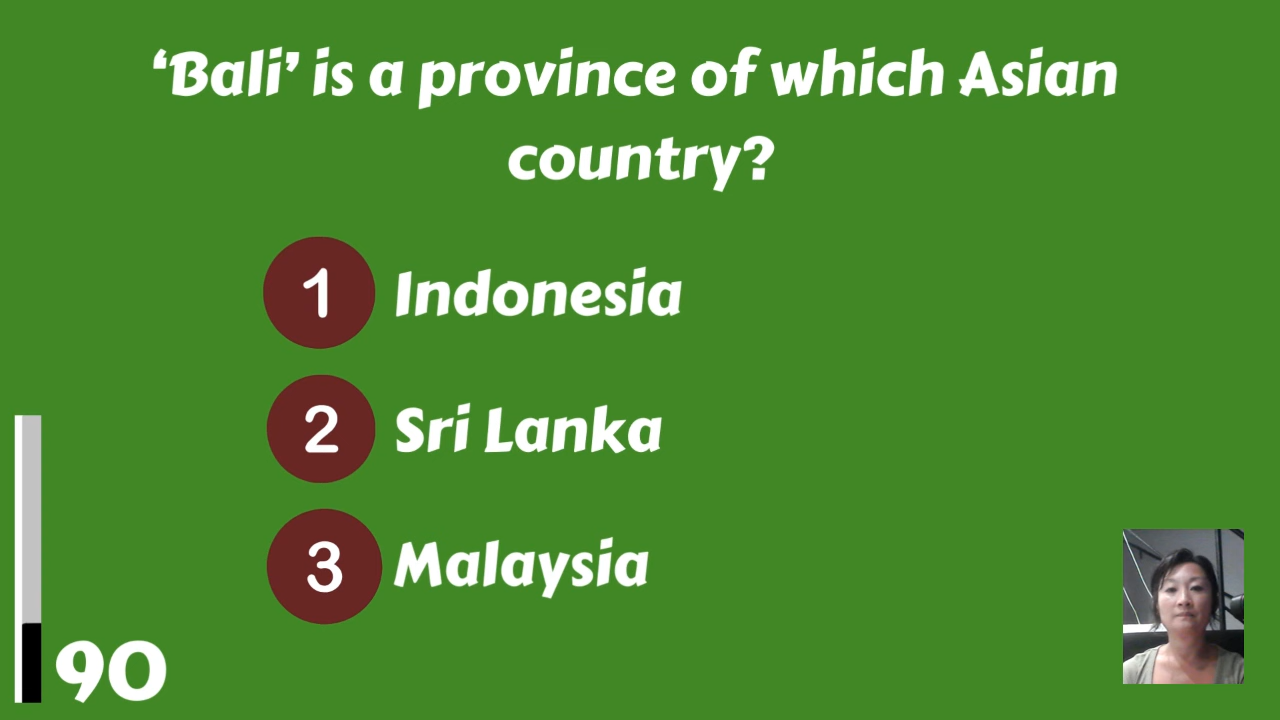 ‘Bali’ is a province of which Asian
country?
1 Indonesia
2 Sri Lanka
3 Malaysia
90